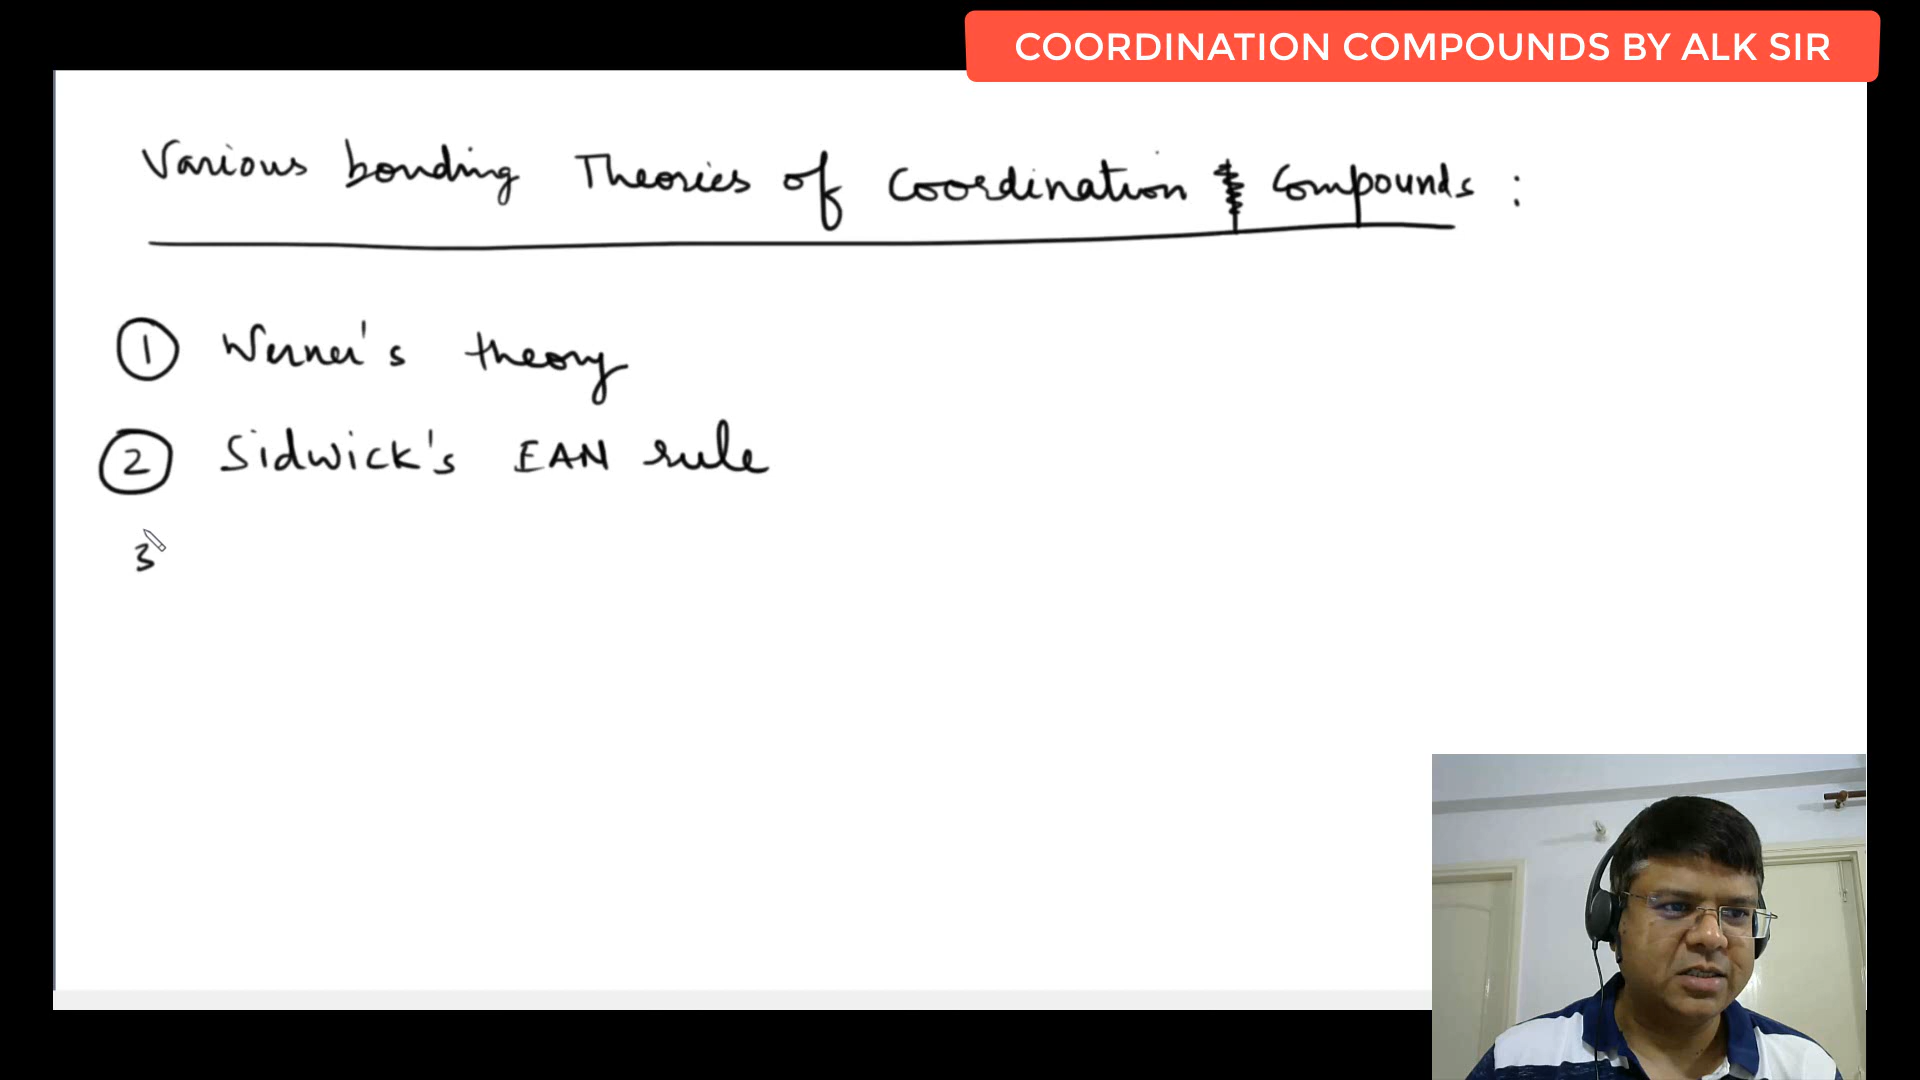 COORDINATION COMPOUNDS BY ALK SIR
Various bonding Theories of Coordination Compounds :
1 Werner's theory
2 Sidwick's EAN rule
3